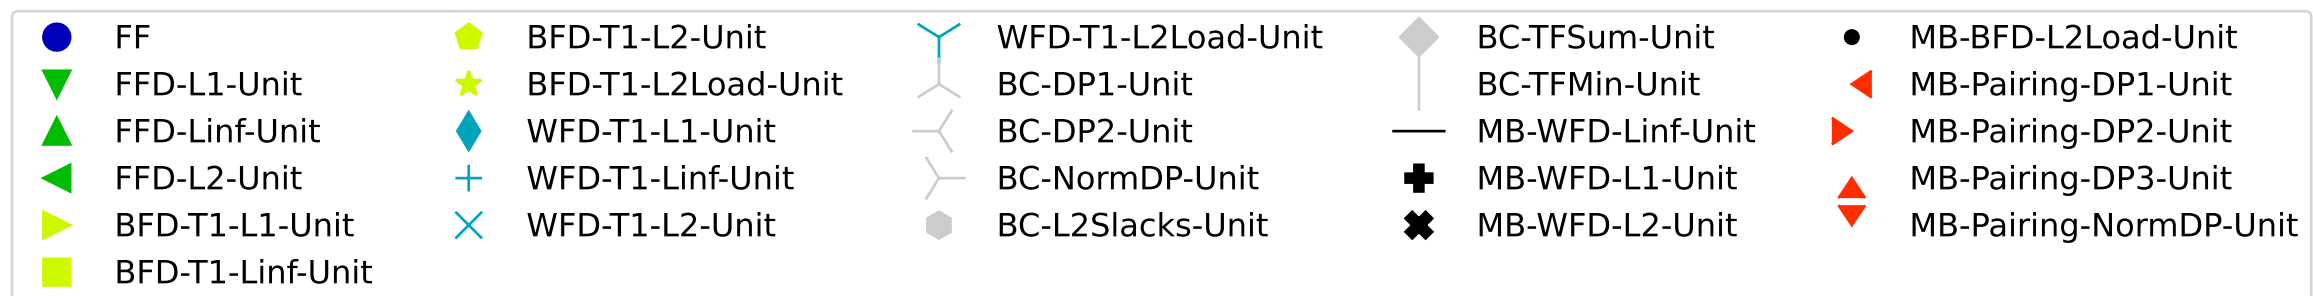 FF
FFD-L1-Unit
FFD-Linf-Unit
FFD-L2-Unit
BFD-T1-L1-Unit
BFD-T1-Linf-Unit
BFD-T1-L2-Unit
BFD-T1-L2Load-Unit
WFD-T1-L1-Unit
WFD-T1-Linf-Unit
WFD-T1-L2-Unit
WFD-T1-L2Load-Unit
BC-DP1-Unit
BC-DP2-Unit
BC-NormDP-Unit
BC-L2Slacks-Unit
BC-TFSum-Unit
BC-TFMin-Unit
MB-WFD-Linf-Unit
MB-WFD-L1-Unit
MB-WFD-L2-Unit
MB-BFD-L2Load-Unit
MB-Pairing-DP1-Unit
MB-Pairing-DP2-Unit
MB-Pairing-DP3-Unit
MB-Pairing-NormDP-Unit